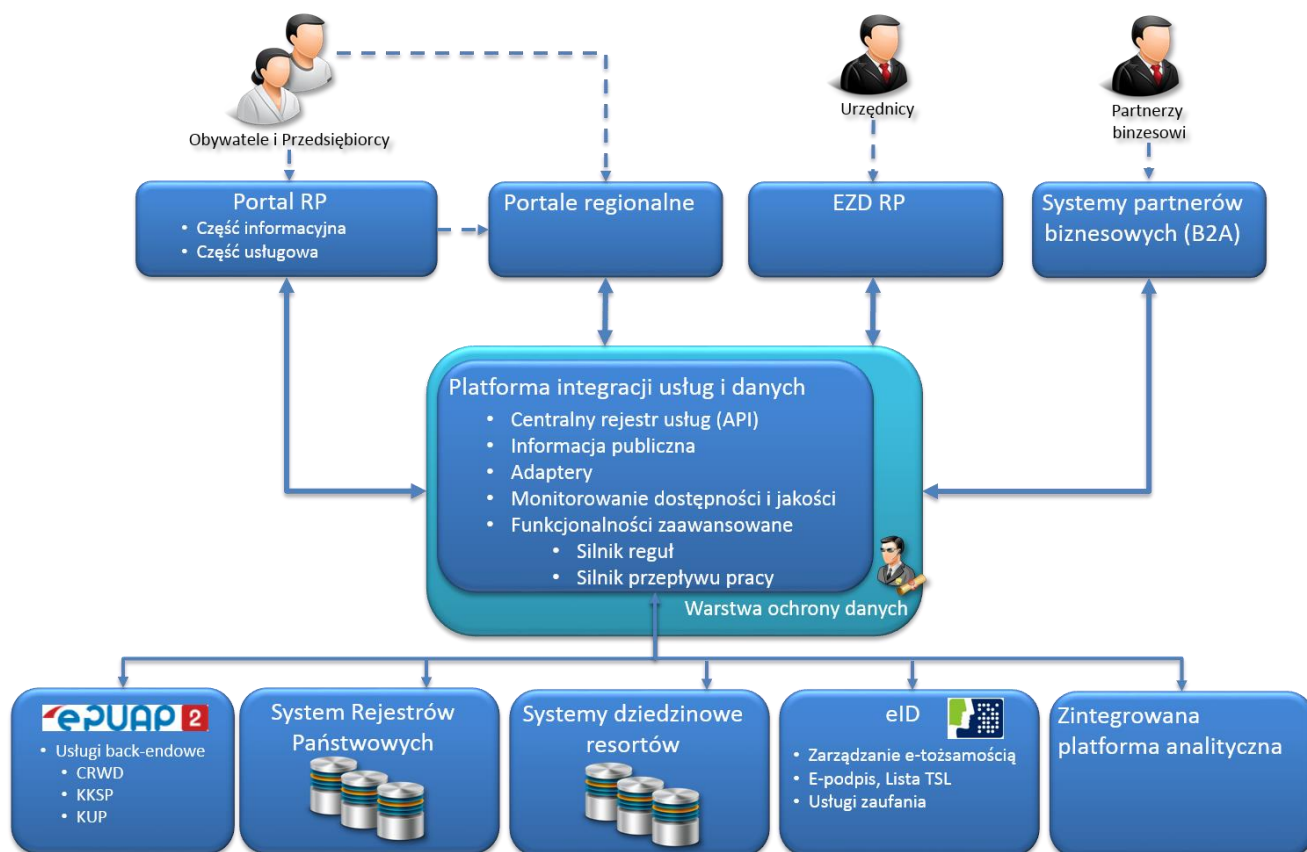 Obywatele i Przedsiębiorcy
Urzędnicy
Partnerzy
binzesowi
Portal RP
• Część informacyjna
• Część usługowa
Portale regionalne
EZD RP
Systemy partnerów
biznesowych (B2A)
Platforma integracji usług i danych
• Centralny rejestr usług (API)
• Informacja publiczna
• Adaptery
• Monitorowanie dostępności i jakości
• Funkcjonalności zaawansowane
• Silnik reguł
• Silnik przepływu pracy
Warstwa ochrony danych
ePUAP 2
• Usługi back-endowe
• CRWD
• KKSP
• KUP
System Rejestrów
Państwowych
Systemy dziedzinowe
resortów
eID
• Zarządzanie e-tożsamością
• E-podpis, Lista TSL
• Usługi zaufania
Zintegrowana
platforma analityczna